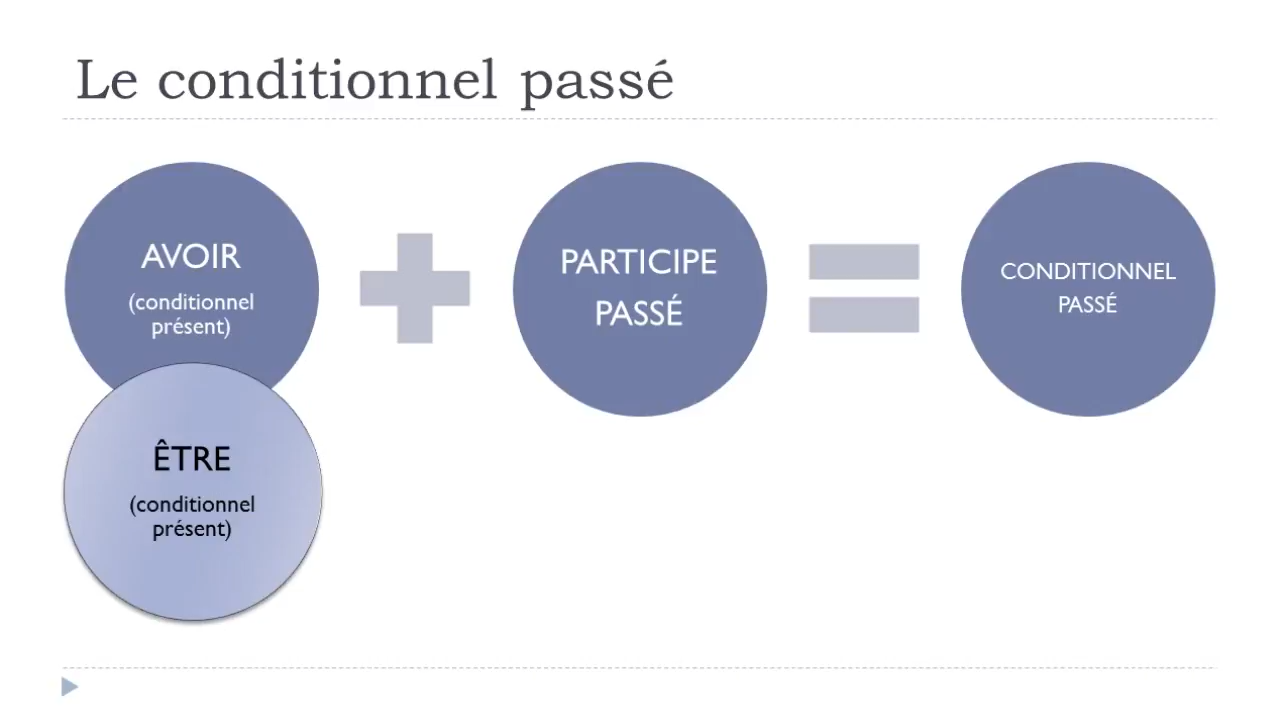 Le conditionnel passé
AVOIR
(conditionnel
présent)
PARTICIPE
PASSÉ
CONDITIONNEL
PASSÉ
ÊTRE
(conditionnel
présent)